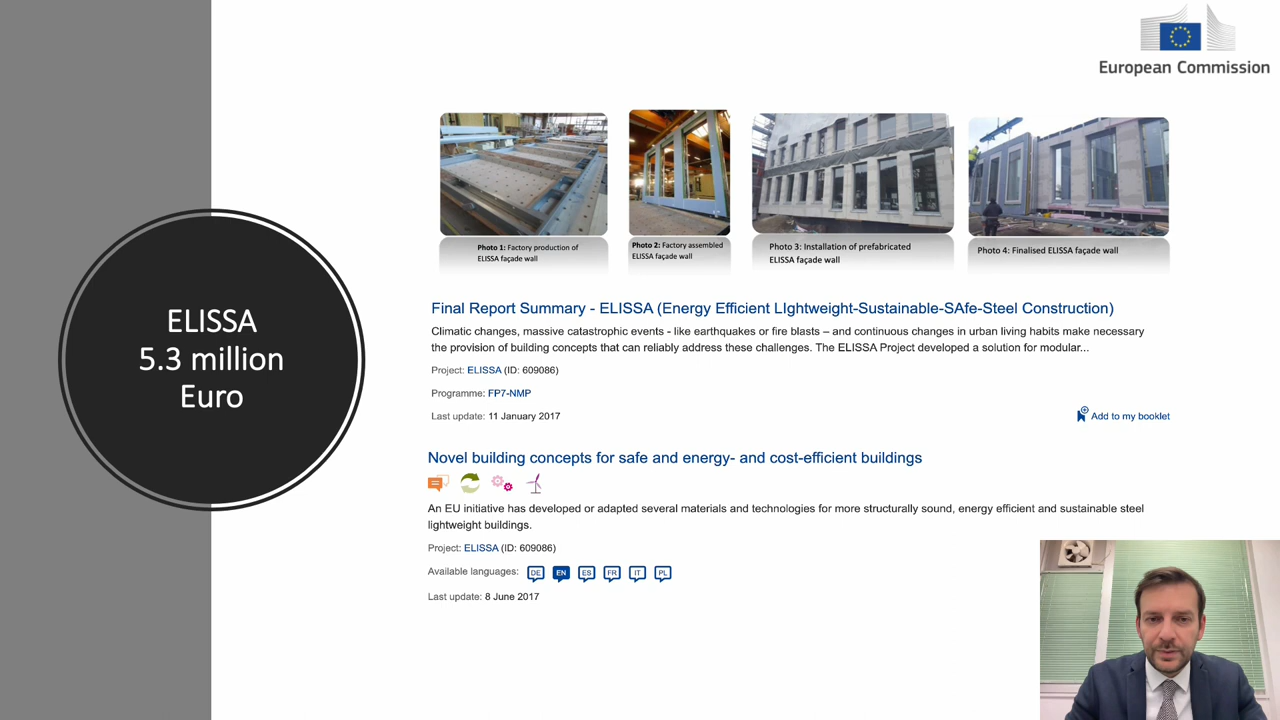 European Commission
Photo 1: Factory production of
ELISSA façade wall
Photo 2: Factory assembled
ELISSA façade wall
Photo 3: Installation of prefabricated
ELISSA façade wall
Photo 4: Finalised ELISSA façade wall
ELISSA
5.3 million
Euro
Final Report Summary - ELISSA (Energy Efficient LIghtweight-Sustainable-SAfe-Steel Construction)
Climatic changes, massive catastrophic events - like earthquakes or fire blasts – and continuous changes in urban living habits make necessary
the provision of building concepts that can reliably address these challenges. The ELISSA Project developed a solution for modular...
Project: ELISSA (ID: 609086)
Programme: FP7-NMP
Last update: 11 January 2017
Add to my booklet
Novel building concepts for safe and energy- and cost-efficient buildings
An EU initiative has developed or adapted several materials and technologies for more structurally sound, energy efficient and sustainable steel
lightweight buildings.
Project: ELISSA (ID: 609086)
Available languages: DE EN ES FR IT PL
Last update: 8 June 2017